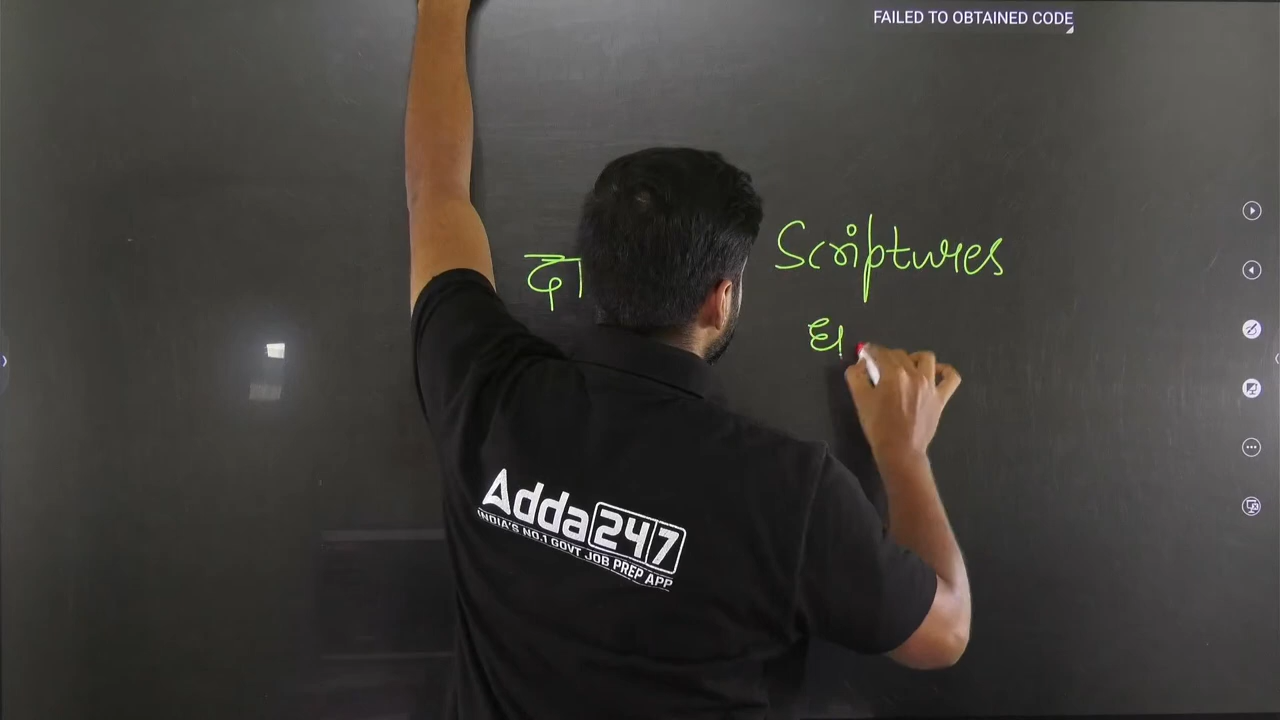 FAILED TO OBTAINED CODE
दा
Scriptures
ध
Adda247
INDIA'S NO.1 GOVT JOB PREP APP